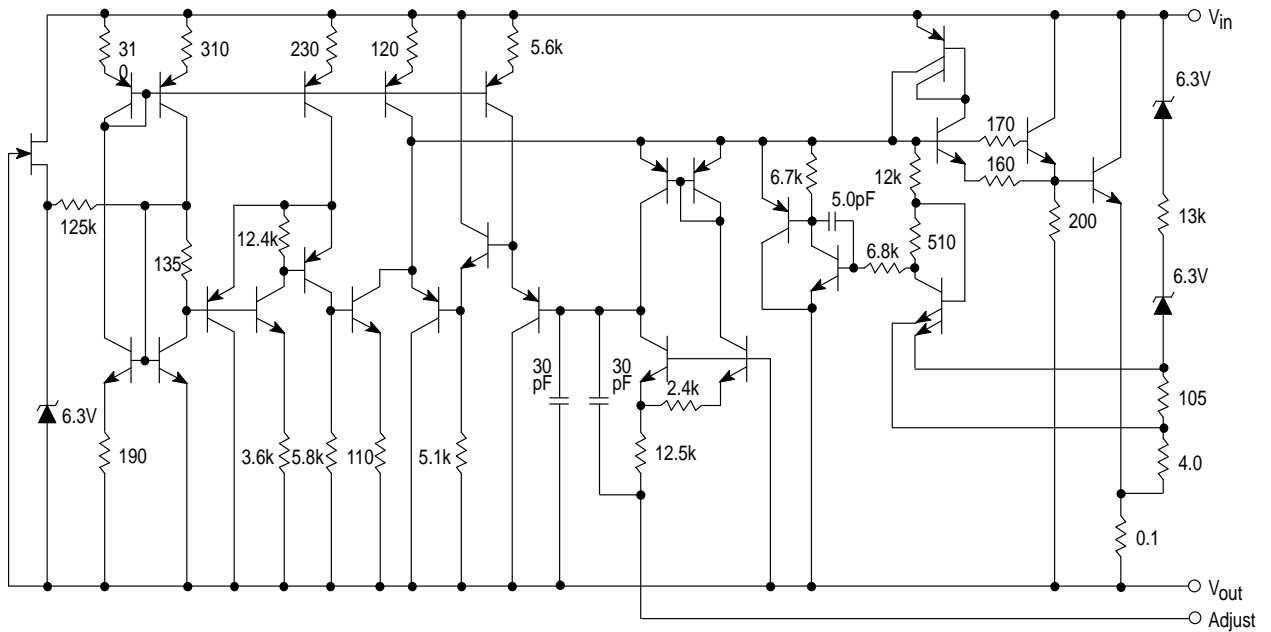 31
0
310
230
120
5.6k
V_in
6.3V
170
160
6.7k
12k
5.0pF
6.8k
510
200
13k
125k
12.4k
135
6.3V
30
pF
30
pF
2.4k
105
6.3V
190
3.6k
5.8k
110
5.1k
12.5k
4.0
0.1
V_out
Adjust